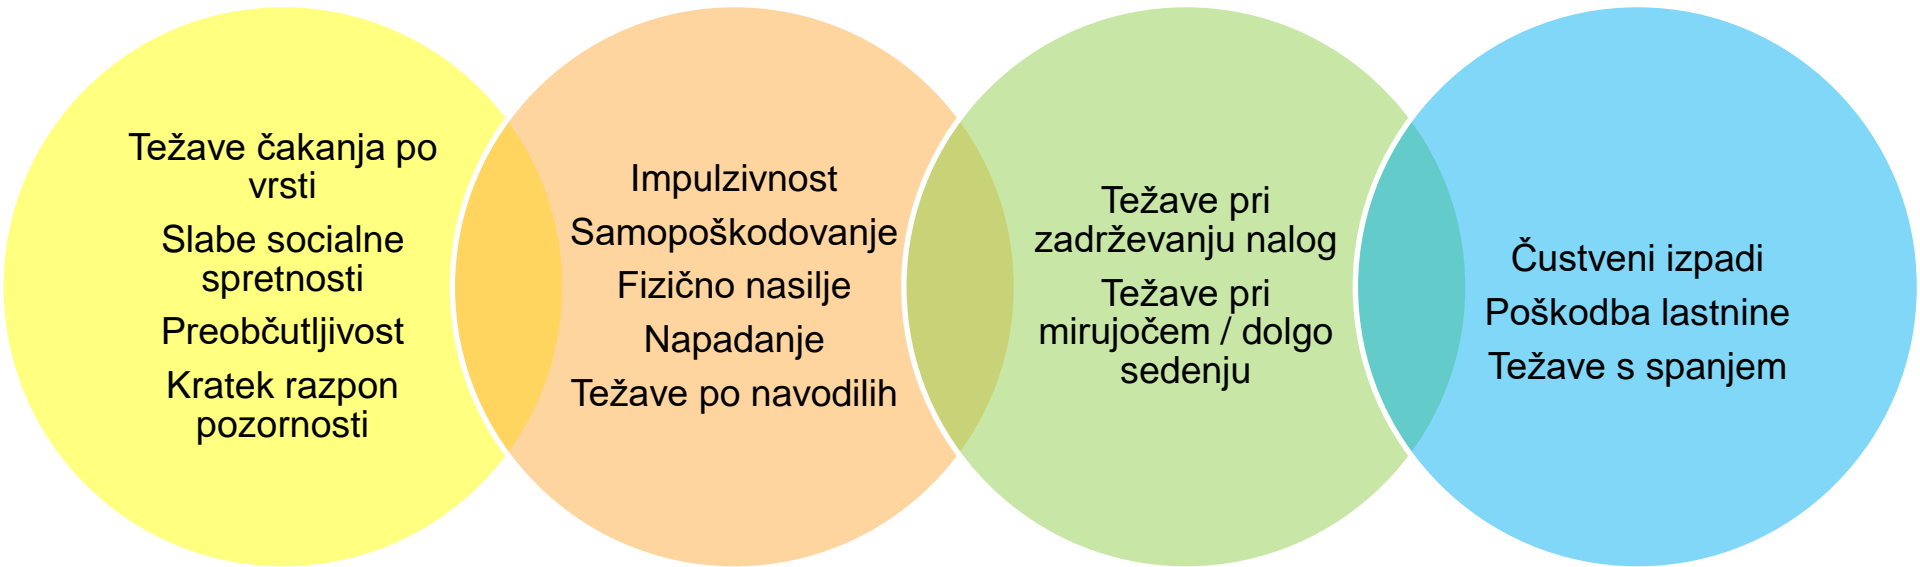 Težave čakanja po
vrsti
Slabe socialne
spretnosti
Preobčutljivost
Kratek razpon
pozornosti
Impulzivnost
Samopoškodovanje
Fizično nasilje
Napadanje
Težave po navodilih
Težave pri
zadrževanju nalog
Težave pri
mirujočem / dolgo
sedenju
Čustveni izpadi
Poškodba lastnine
Težave s spanjem